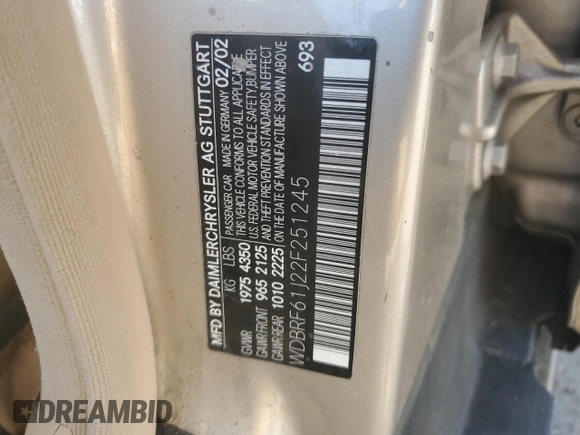 MFD BY DAIMLERCHRYSLER AG STUTTGART
KG LBS PASSENGER CAR - MADE IN GERMANY 02/02
GVWR 1975 4350 THIS VEHICLE CONFORMS TO ALL APPLICABLE
U.S. FEDERAL MOTOR VEHICLE SAFETY, BUMPER
GAWR/FRONT 965 2125 AND THEFT PREVENTION STANDARDS IN EFFECT
GAWR/REAR 1010 2225 ON THE DATE OF MANUFACTURE SHOWN ABOVE
WDBRF61J22F251245 693
DREAMBID